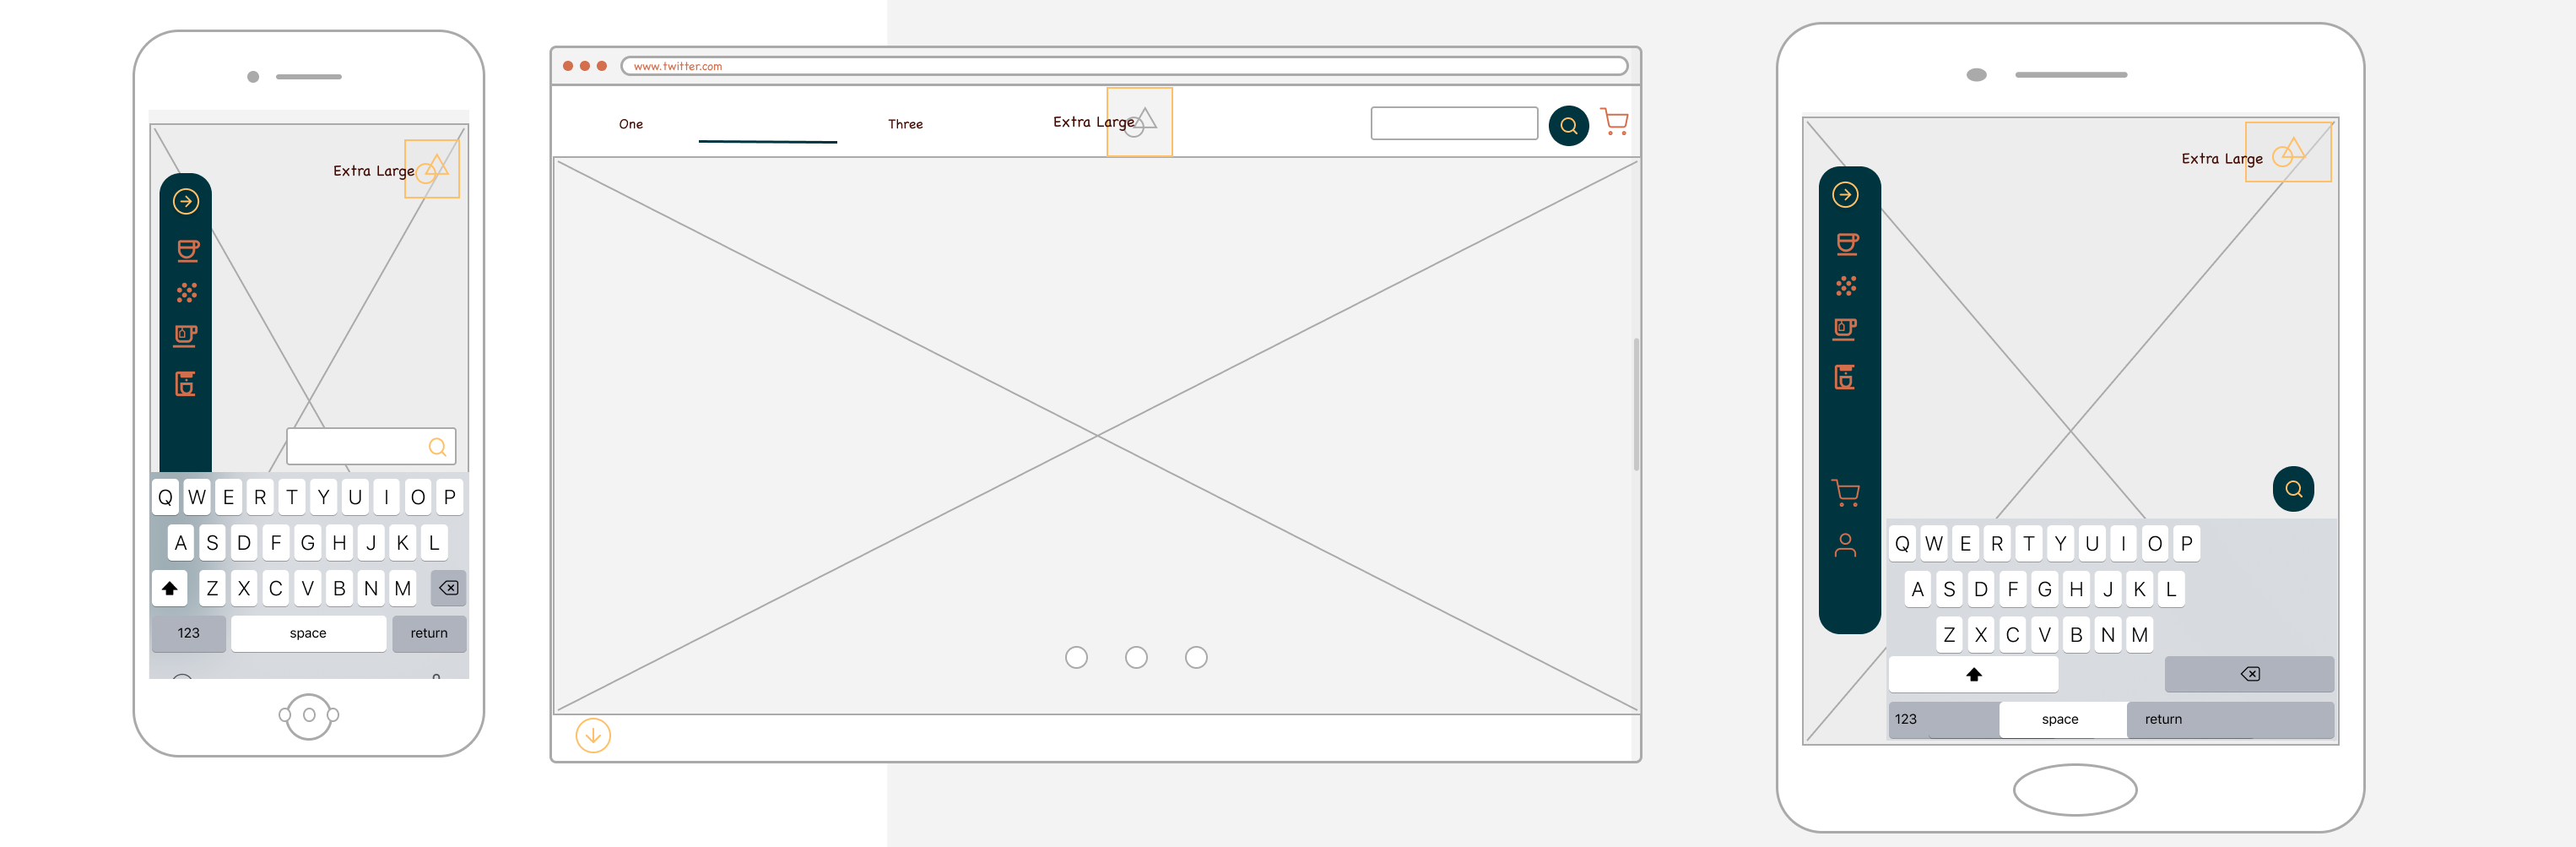 Extra Large
Q W E R T Y U I O P
A S D F G H J K L
Z X C V B N M
123 space return
www.twitter.com
One Three Extra Large
Extra Large
Q W E R T Y U I O P
A S D F G H J K L
Z X C V B N M
123 space return